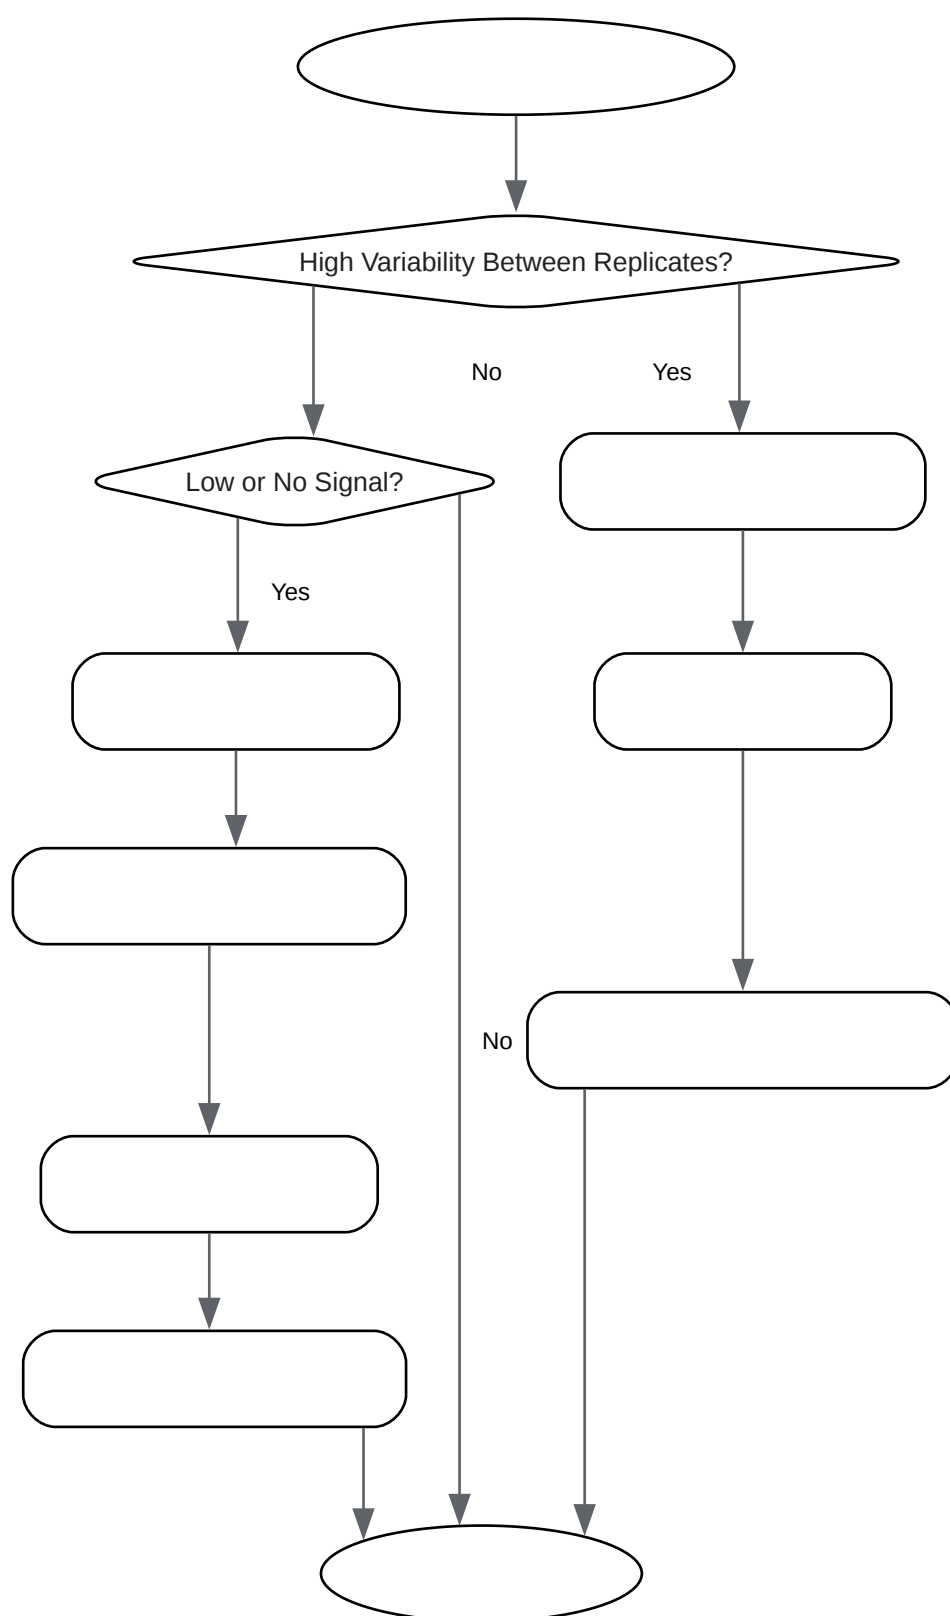 High Variability Between Replicates?
No
Yes
Low or No Signal?
Yes
No